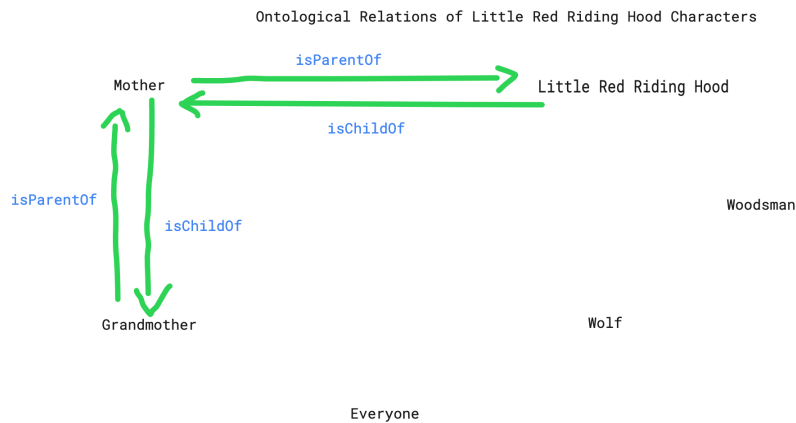 Ontological Relations of Little Red Riding Hood Characters
isParentOf
Mother
Little Red Riding Hood
isChildOf
isParentOf
Woodsman
isChildOf
Grandmother
Wolf
Everyone